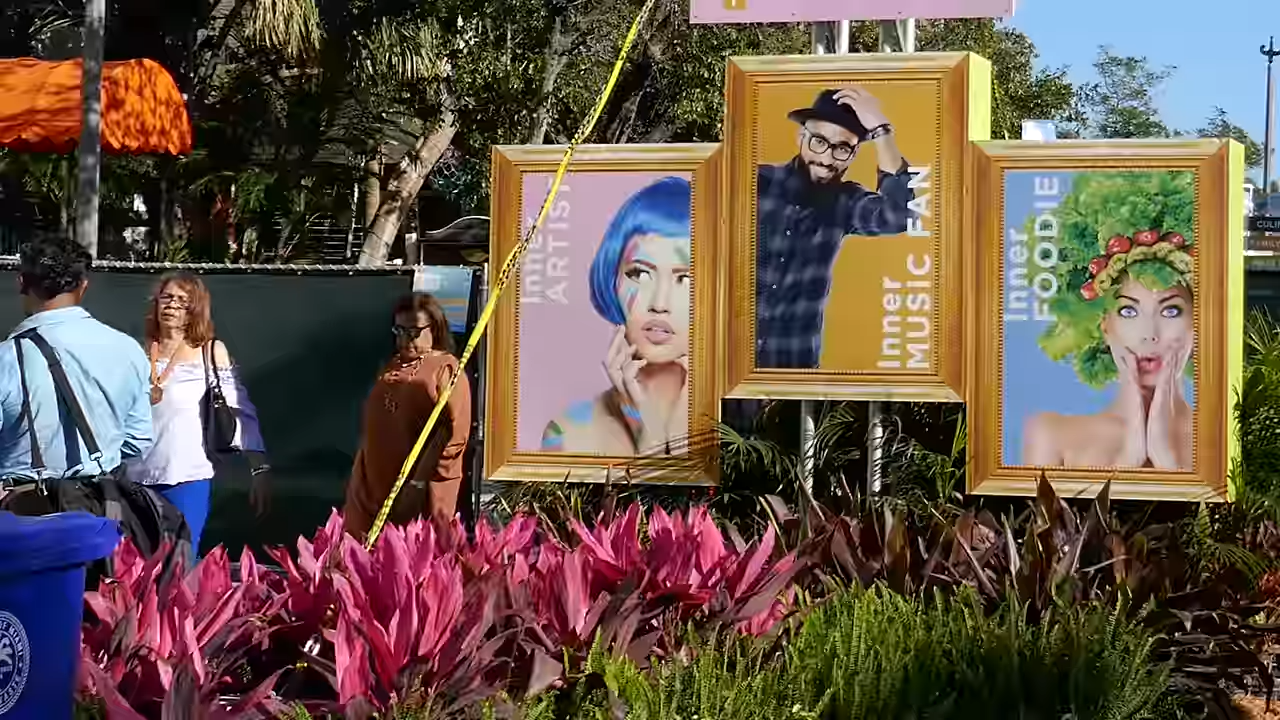 Inner
ARTIST
Inner
MUSIC FAN
Inner
FOODIE